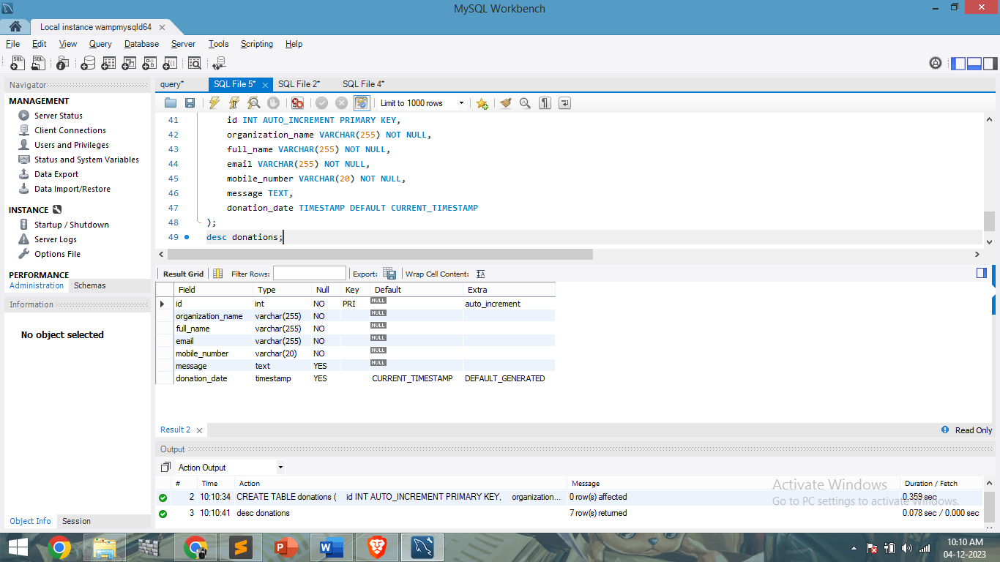 MySQL Workbench
Local instance wampmysqld64
File Edit View Query Database Server Tools Scripting Help
Navigator
MANAGEMENT
Server Status
Client Connections
Users and Privileges
Status and System Variables
Data Export
Data Import/Restore
INSTANCE
Startup / Shutdown
Server Logs
Options File
PERFORMANCE
Administration Schemas
Information
No object selected
Object Info Session
query* SQL File 5* SQL File 2* SQL File 4*
Limit to 1000 rows
41 id INT AUTO_INCREMENT PRIMARY KEY,
42 organization_name VARCHAR(255) NOT NULL,
43 full_name VARCHAR(255) NOT NULL,
44 email VARCHAR(255) NOT NULL,
45 mobile_number VARCHAR(20) NOT NULL,
46 message TEXT,
47 donation_date TIMESTAMP DEFAULT CURRENT_TIMESTAMP
48 );
49 desc donations;
Result Grid Filter Rows: Export: Wrap Cell Content:
Field Type Null Key Default Extra
id int NO PRI NULL auto_increment
organization_name varchar(255) NO NULL
full_name varchar(255) NO NULL
email varchar(255) NO NULL
mobile_number varchar(20) NO NULL
message text YES NULL
donation_date timestamp YES CURRENT_TIMESTAMP DEFAULT_GENERATED
Result 2 Read Only
Output
Action Output
# Time Action Message Duration / Fetch
2 10:10:34 CREATE TABLE donations ( id INT AUTO_INCREMENT PRIMARY KEY, organization... 0 row(s) affected 0.359 sec
3 10:10:41 desc donations 7 row(s) returned 0.078 sec / 0.000 sec
Activate Windows
Go to PC settings to activate Windows.
10:10 AM
04-12-2023